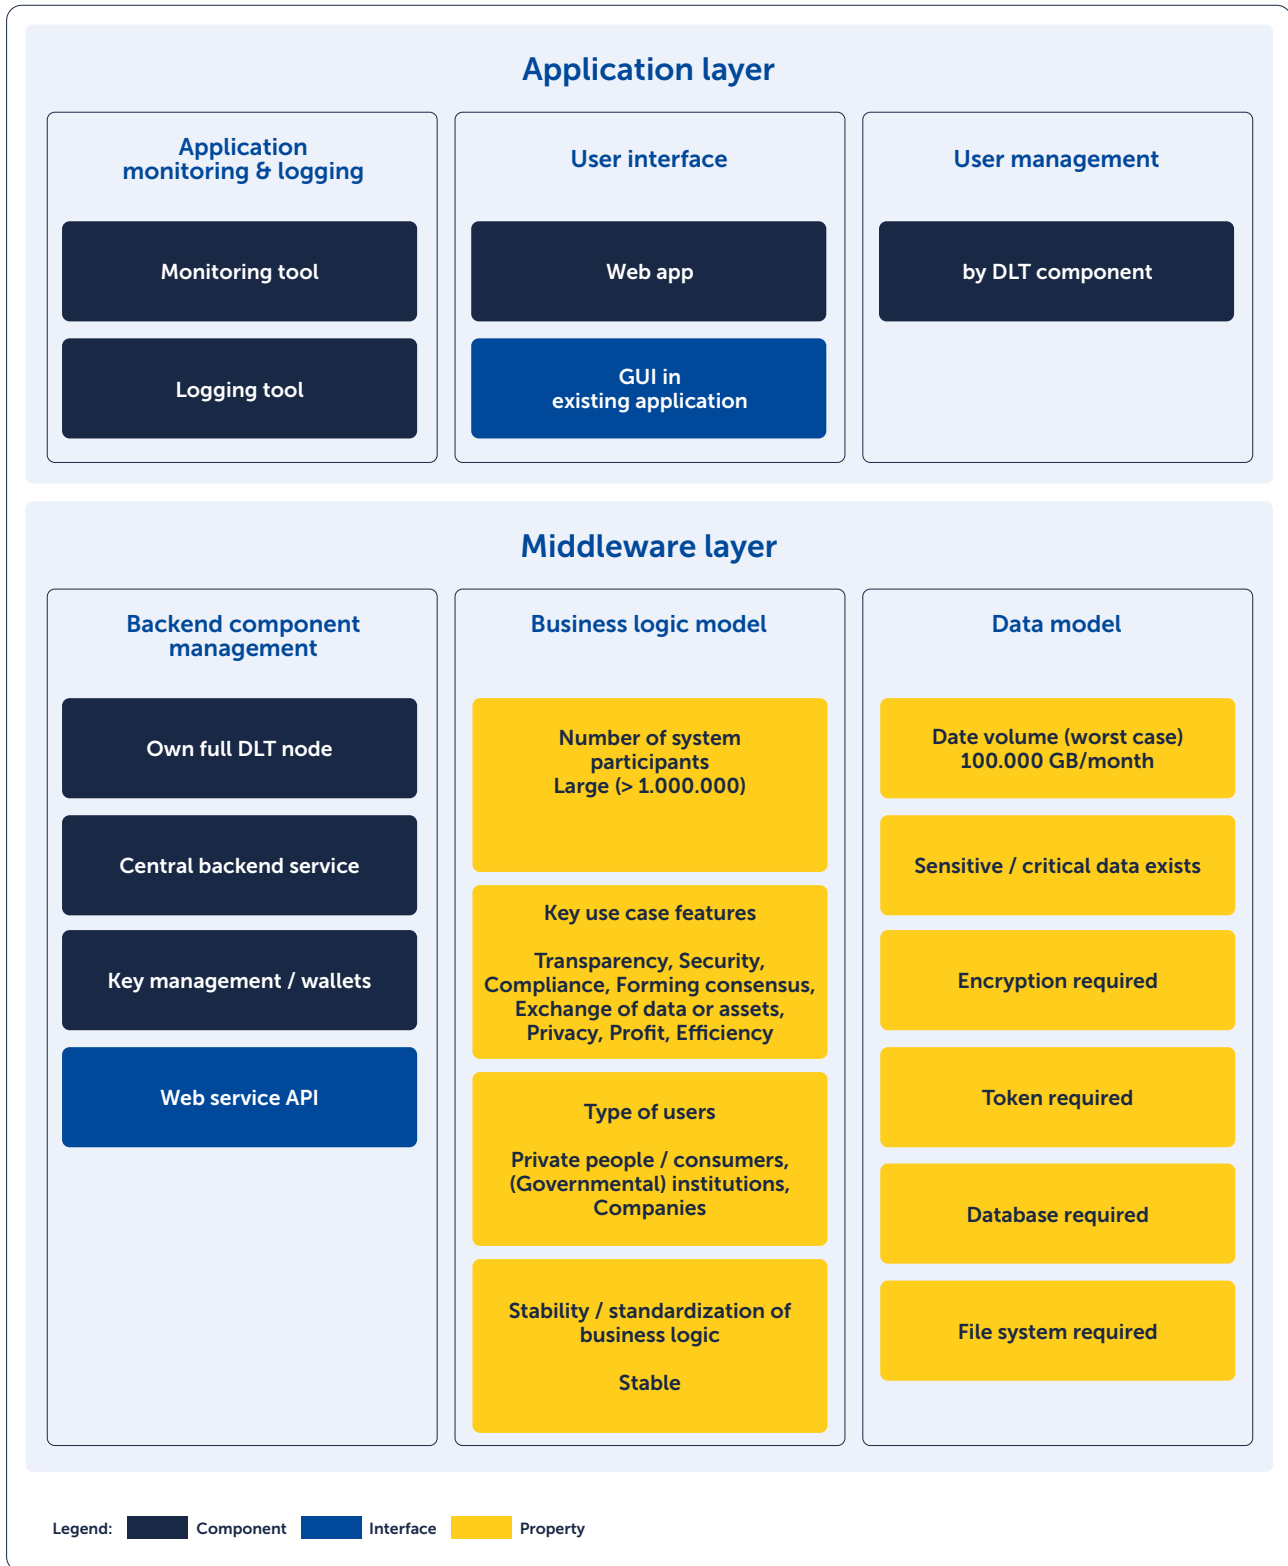 Application layer
Application
monitoring & logging
Monitoring tool
Logging tool
User interface
Web app
GUI in
existing application
User management
by DLT component
Middleware layer
Backend component
management
Own full DLT node
Central backend service
Key management / wallets
Web service API
Business logic model
Number of system
participants
Large (> 1.000.000)
Key use case features
Transparency, Security,
Compliance, Forming consensus,
Exchange of data or assets,
Privacy, Profit, Efficiency
Type of users
Private people / consumers,
(Governmental) institutions,
Companies
Stability / standardization of
business logic
Stable
Data model
Date volume (worst case)
100.000 GB/month
Sensitive / critical data exists
Encryption required
Token required
Database required
File system required
Legend: Component Interface Property